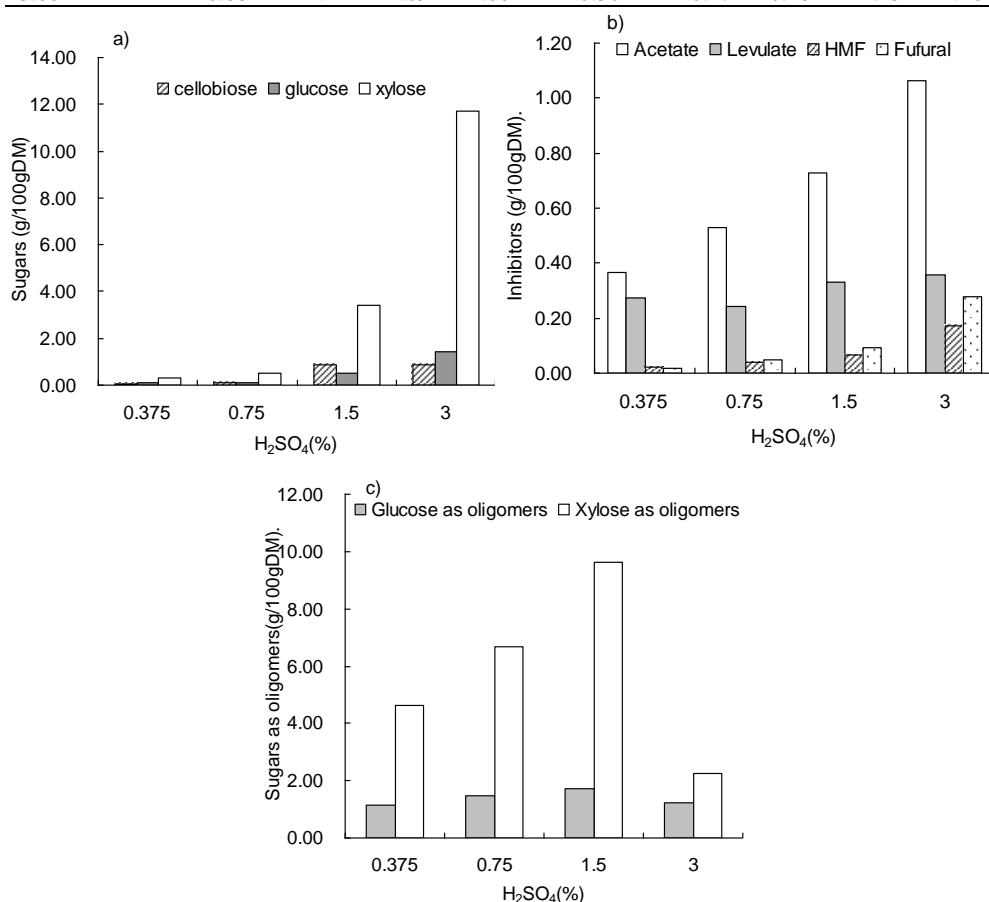 a)
cellobiose glucose xylose
Sugars (g/100gDM)
14.00
12.00
10.00
8.00
6.00
4.00
2.00
0.00
0.375 0.75 1.5 3
H₂SO₄(%)
b)
Acetate Levulate HMF Fufural
Inhibitors (g/100gDM).
1.20
1.00
0.80
0.60
0.40
0.20
0.00
0.375 0.75 1.5 3
H₂SO₄(%)
c)
Glucose as oligomers Xylose as oligomers
Sugars as oligomers(g/100gDM).
12.00
10.00
8.00
6.00
4.00
2.00
0.00
0.375 0.75 1.5 3
H₂SO₄(%)